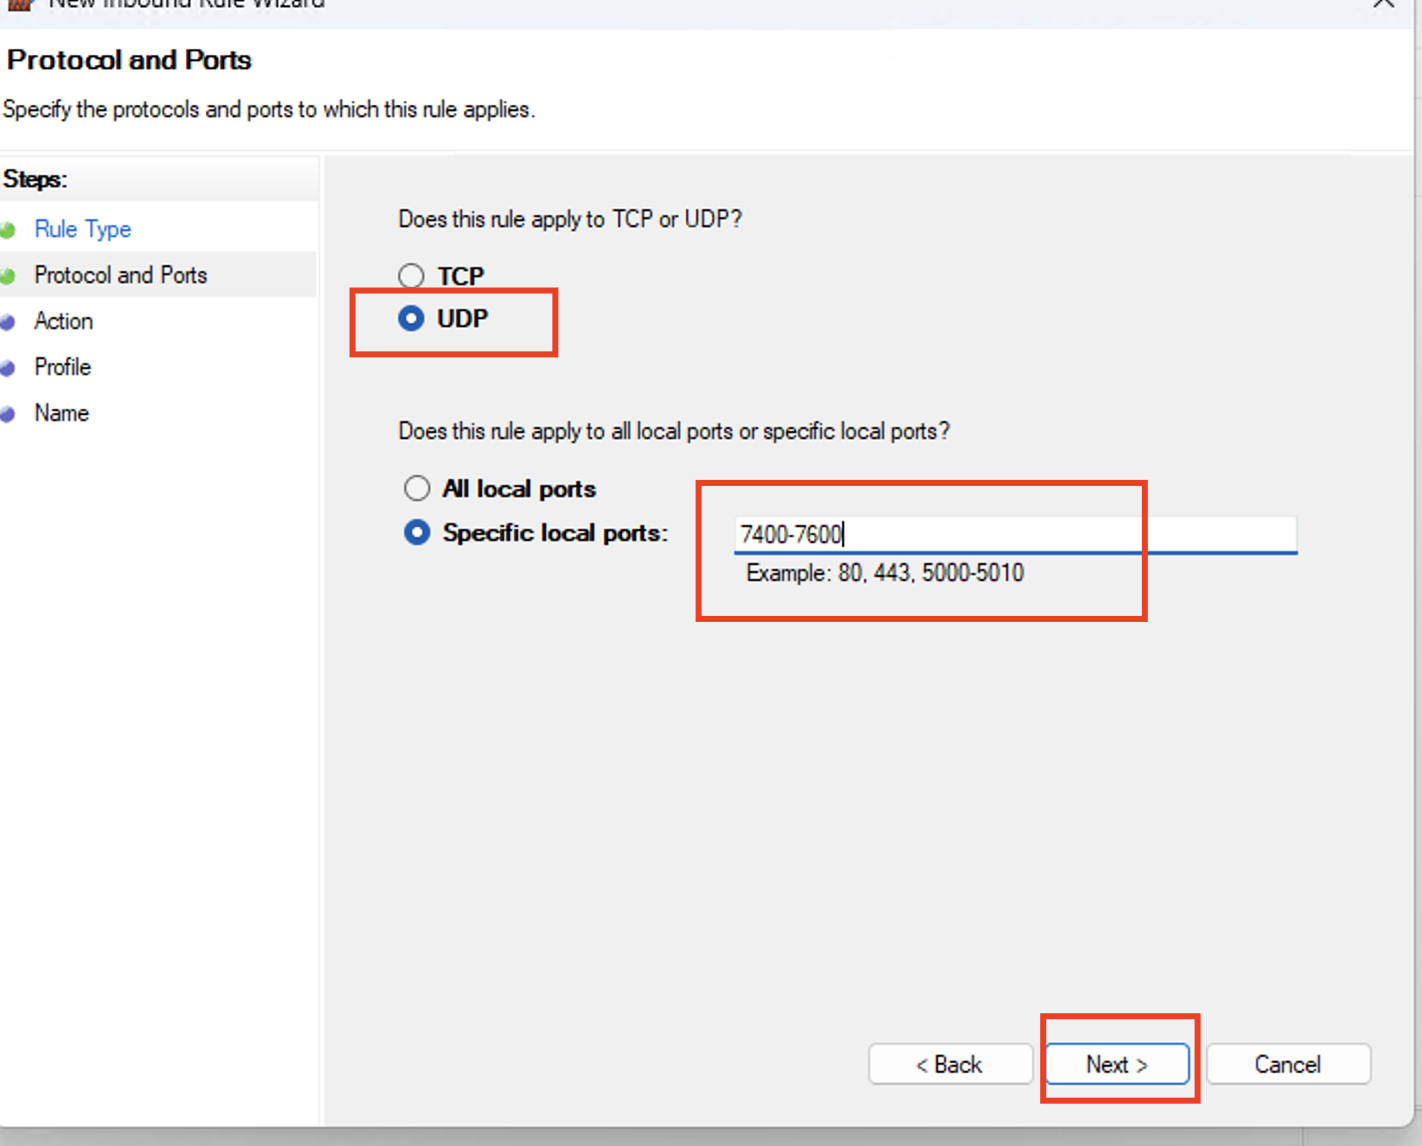 New Inbound Rule Wizard
Protocol and Ports
Specify the protocols and ports to which this rule applies.
Steps:
Rule Type
Protocol and Ports
Action
Profile
Name
Does this rule apply to TCP or UDP?
TCP
UDP
Does this rule apply to all local ports or specific local ports?
All local ports
Specific local ports:
7400-7600
Example: 80, 443, 5000-5010
< Back
Next >
Cancel